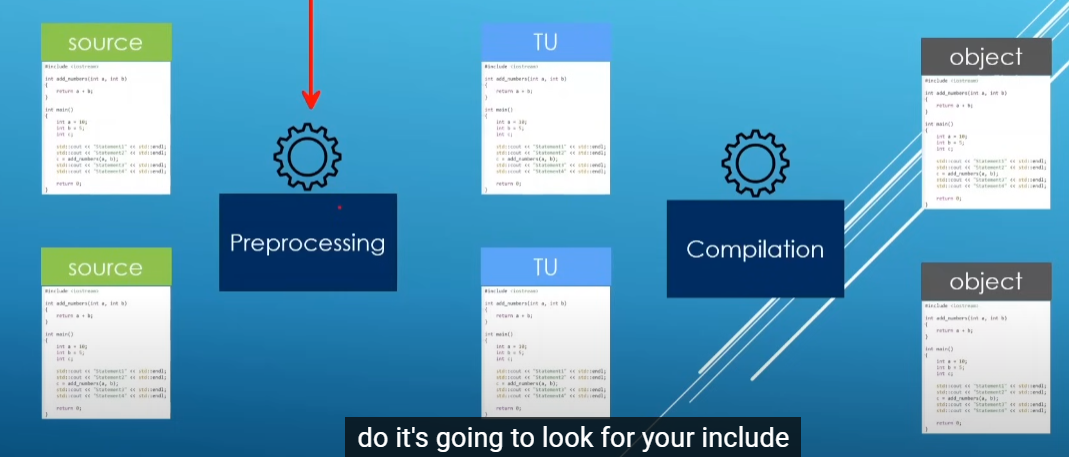 source
#include <iostream>
int add_numbers(int a, int b)
{
return a + b;
}
int main()
{
int a = 10;
int b = 5;
int c;
std::cout << "Statement1" << std::endl;
std::cout << "Statement2" << std::endl;
c = add_numbers(a, b);
std::cout << "Statement3" << std::endl;
std::cout << "Statement4" << std::endl;
return 0;
}
Preprocessing
TU
#include <iostream>
int add_numbers(int a, int b)
{
return a + b;
}
int main()
{
int a = 10;
int b = 5;
int c;
std::cout << "Statement1" << std::endl;
std::cout << "Statement2" << std::endl;
c = add_numbers(a, b);
std::cout << "Statement3" << std::endl;
std::cout << "Statement4" << std::endl;
return 0;
}
Compilation
object
#include <iostream>
int add_numbers(int a, int b)
{
return a + b;
}
int main()
{
int a = 10;
int b = 5;
int c;
std::cout << "Statement1" << std::endl;
std::cout << "Statement2" << std::endl;
c = add_numbers(a, b);
std::cout << "Statement3" << std::endl;
std::cout << "Statement4" << std::endl;
return 0;
}
source
#include <iostream>
int add_numbers(int a, int b)
{
return a + b;
}
int main()
{
int a = 10;
int b = 5;
int c;
std::cout << "Statement1" << std::endl;
std::cout << "Statement2" << std::endl;
c = add_numbers(a, b);
std::cout << "Statement3" << std::endl;
std::cout << "Statement4" << std::endl;
return 0;
}
TU
#include <iostream>
int add_numbers(int a, int b)
{
return a + b;
}
int main()
{
int a = 10;
int b = 5;
int c;
std::cout << "Statement1" << std::endl;
std::cout << "Statement2" << std::endl;
c = add_numbers(a, b);
std::cout << "Statement3" << std::endl;
std::cout << "Statement4" << std::endl;
return 0;
object
#include <iostream>
int add_numbers(int a, int b)
{
return a + b;
}
int main()
{
int a = 10;
int b = 5;
int c;
std::cout << "Statement1" << std::endl;
std::cout << "Statement2" << std::endl;
c = add_numbers(a, b);
std::cout << "Statement3" << std::endl;
std::cout << "Statement4" << std::endl;
return 0;
}
do it's going to look for your include